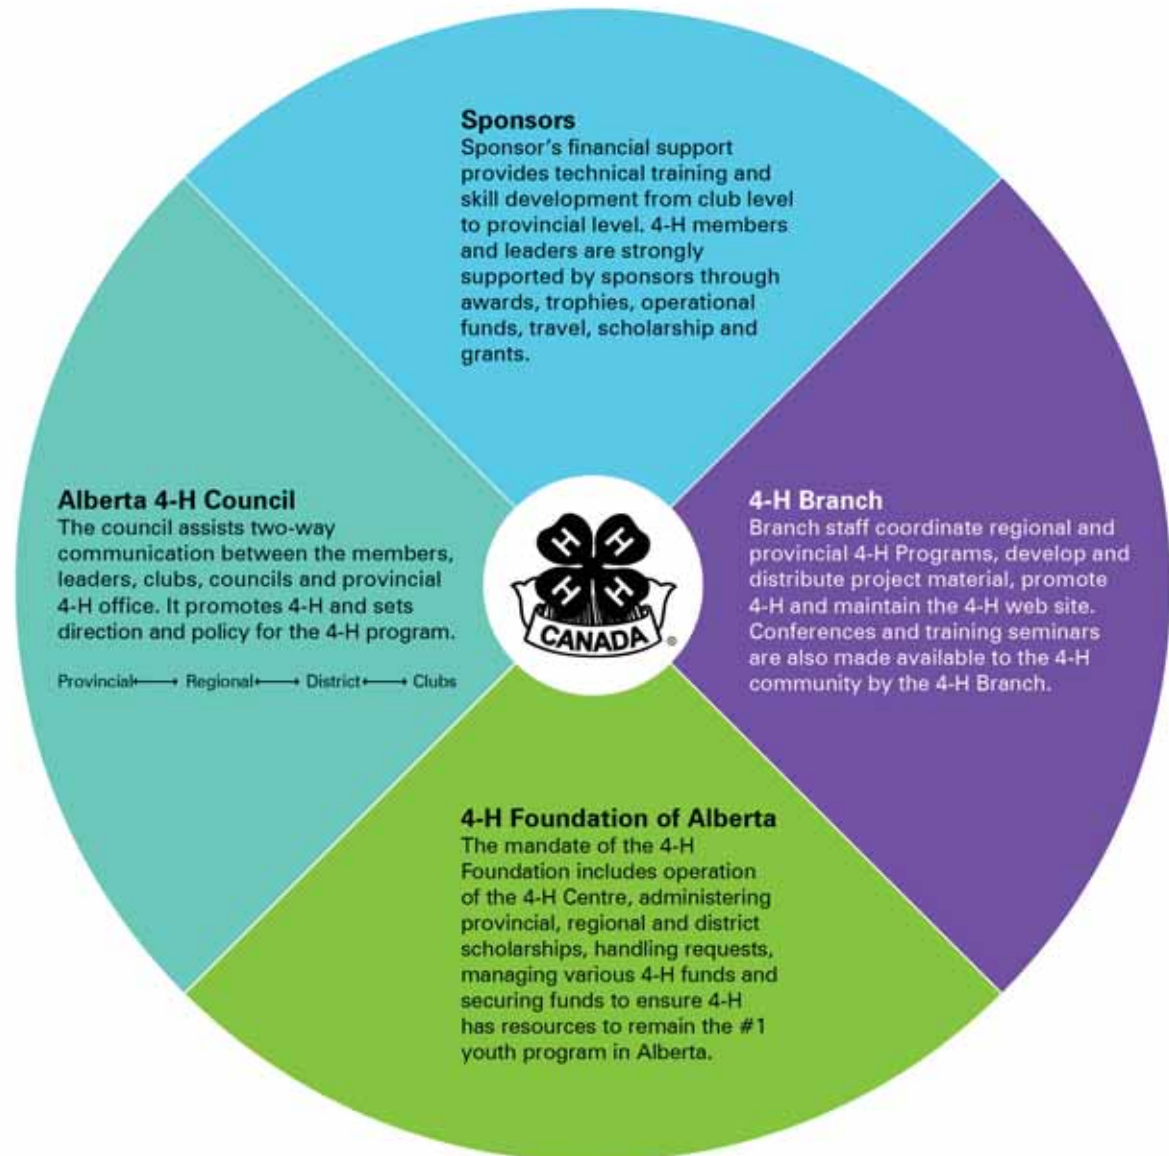 Sponsors
Sponsor's financial support
provides technical training and
skill development from club level
to provincial level. 4-H members
and leaders are strongly
supported by sponsors through
awards, trophies, operational
funds, travel, scholarship and
grants.
Alberta 4-H Council
The council assists two-way
communication between the members,
leaders, clubs, councils and provincial
4-H office. It promotes 4-H and sets
direction and policy for the 4-H program.
Provincial ⟷ Regional ⟷ District ⟷ Clubs
H H
H H
CANADA ®
4-H Branch
Branch staff coordinate regional and
provincial 4-H Programs, develop and
distribute project material, promote
4-H and maintain the 4-H web site.
Conferences and training seminars
are also made available to the 4-H
community by the 4-H Branch.
4-H Foundation of Alberta
The mandate of the 4-H
Foundation includes operation
of the 4-H Centre, administering
provincial, regional and district
scholarships, handling requests,
managing various 4-H funds and
securing funds to ensure 4-H
has resources to remain the #1
youth program in Alberta.